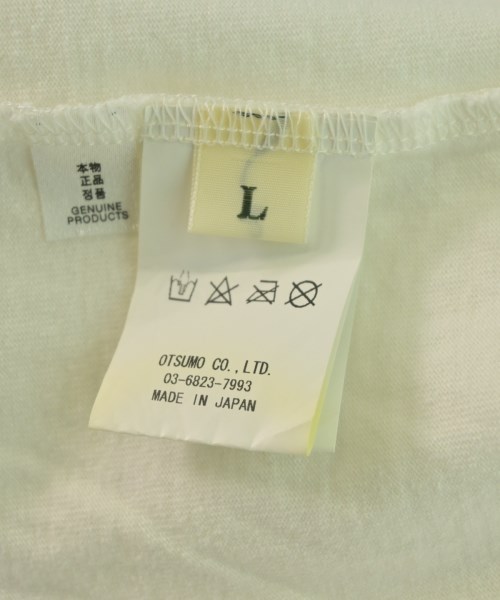 本物
正品
정품
GENUINE
PRODUCTS
L
OTSUMO CO.,LTD.
03-6823-7993
MADE IN JAPAN